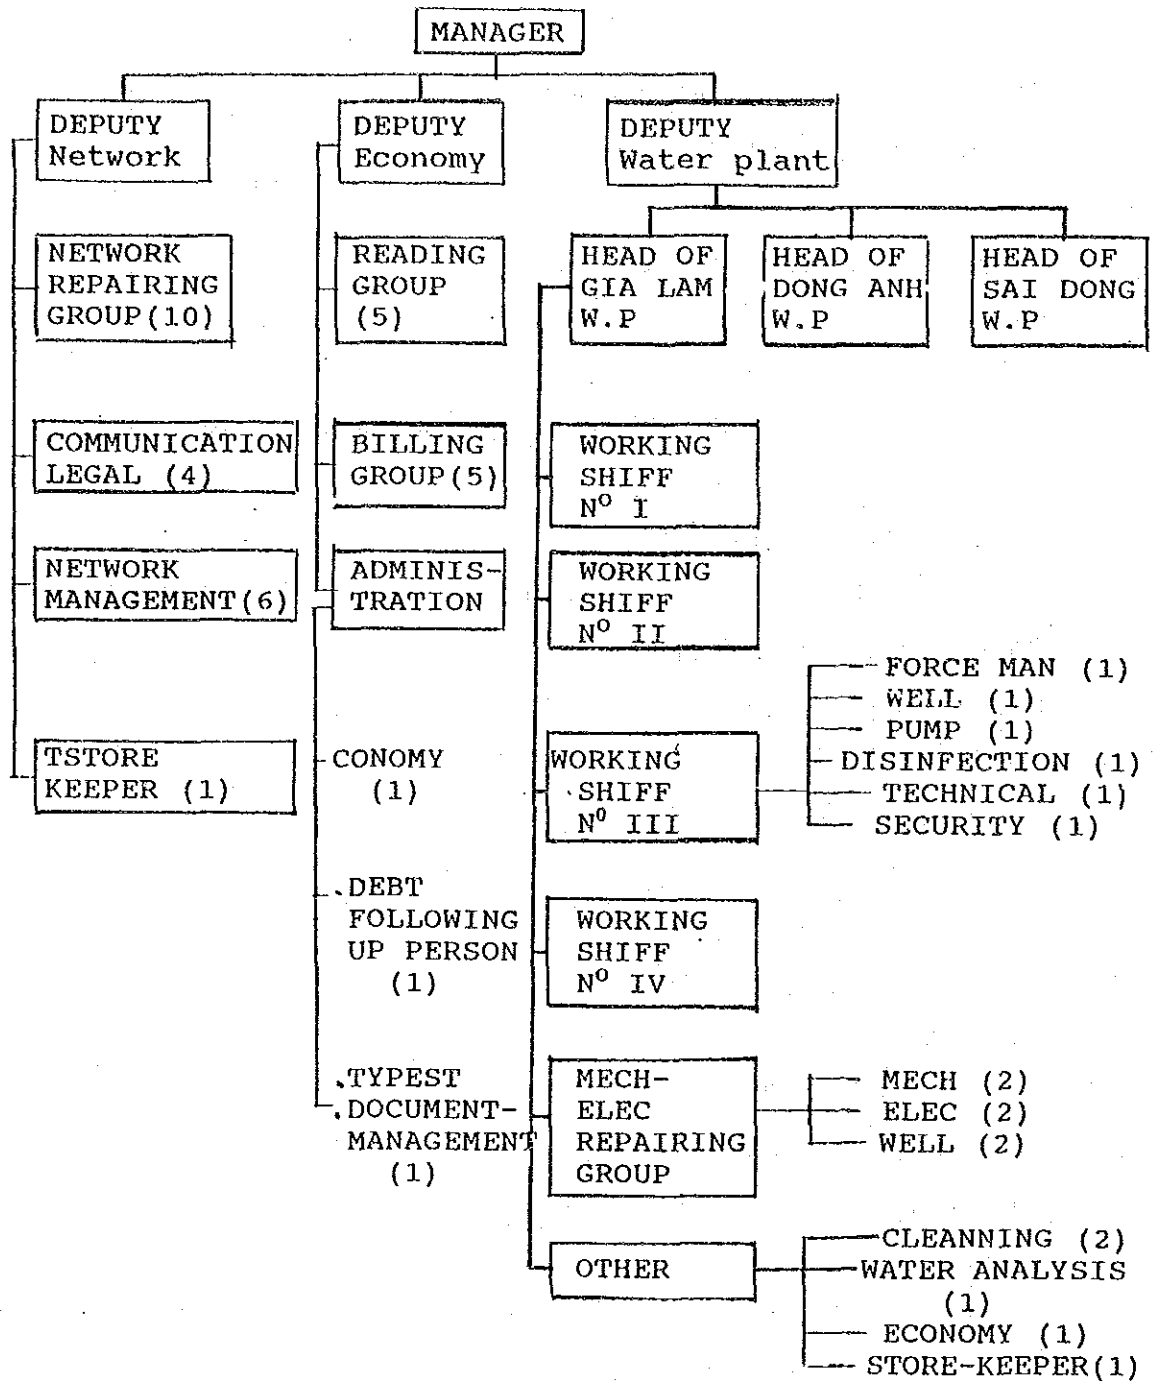 MANAGER
DEPUTY
Network
DEPUTY
Economy
DEPUTY
Water plant
NETWORK
REPAIRING
GROUP(10)
READING
GROUP
(5)
HEAD OF
GIA LAM
W.P
HEAD OF
DONG ANH
W.P
HEAD OF
SAI DONG
W.P
COMMUNICATION
LEGAL (4)
BILLING
GROUP(5)
WORKING
SHIFF
Nº I
NETWORK
MANAGEMENT(6)
ADMINIS-
TRATION
WORKING
SHIFF
Nº II
TSTORE
KEEPER (1)
CONOMY
(1)
WORKING
SHIFF
Nº III
FORCE MAN (1)
WELL (1)
PUMP (1)
DISINFECTION (1)
TECHNICAL (1)
SECURITY (1)
.DEBT
FOLLOWING
UP PERSON
(1)
WORKING
SHIFF
Nº IV
.TYPEST
.DOCUMENT-
MANAGEMENT
(1)
MECH-
ELEC
REPAIRING
GROUP
MECH (2)
ELEC (2)
WELL (2)
OTHER
CLEANNING (2)
WATER ANALYSIS
(1)
ECONOMY (1)
STORE-KEEPER(1)